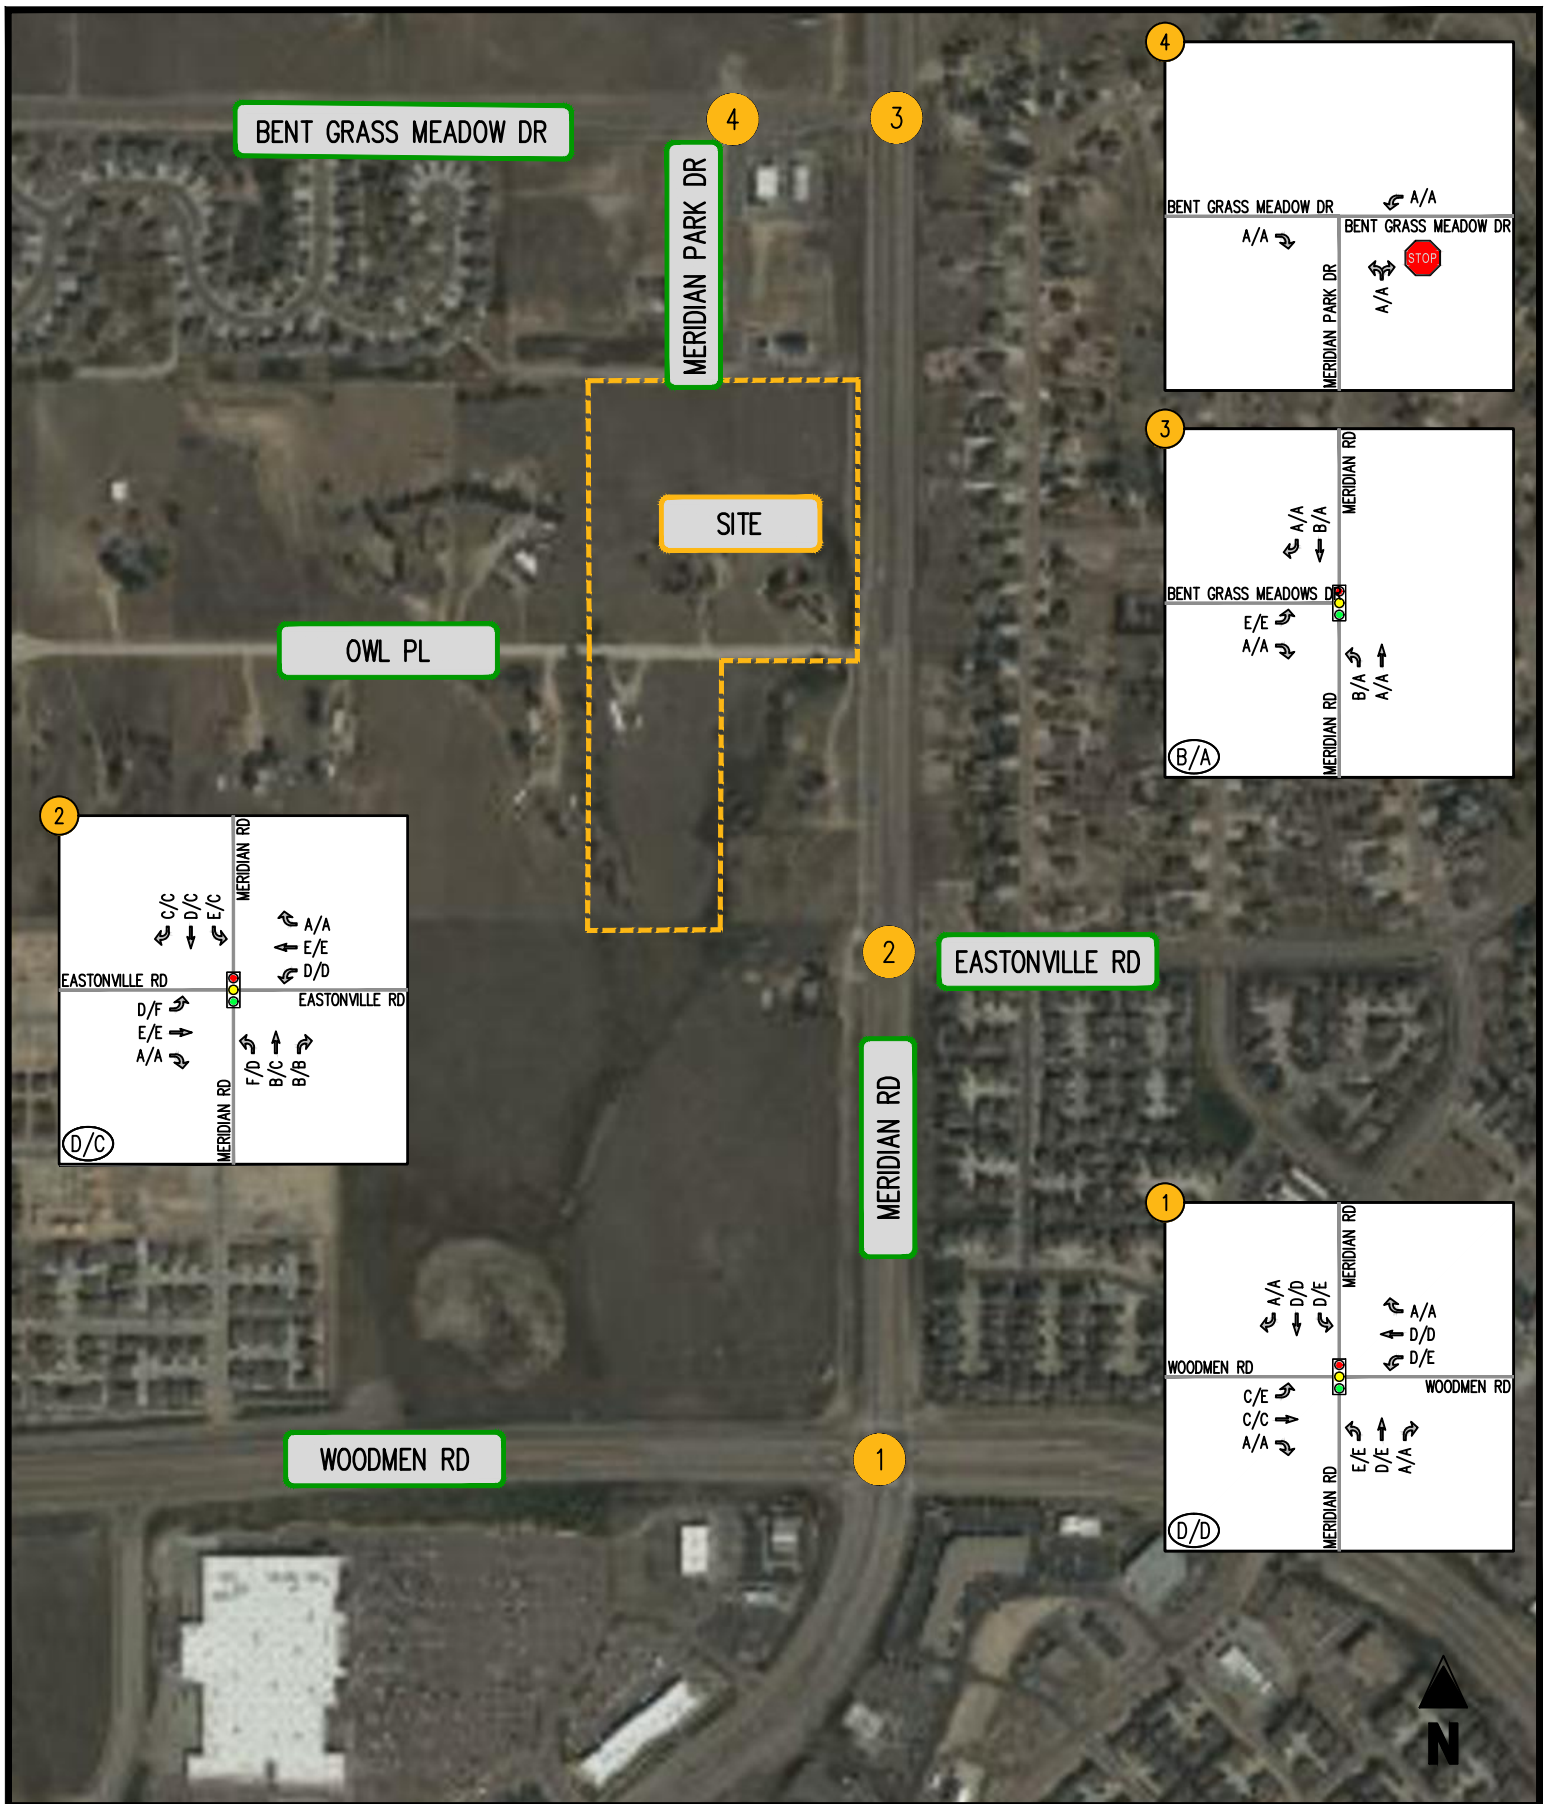 4
BENT GRASS MEADOW DR
4
3
MERIDIAN PARK DR
A/A
BENT GRASS MEADOW DR
BENT GRASS MEADOW DR
A/A
STOP
A/A
MERIDIAN PARK DR
3
MERIDIAN RD
A/A
B/A
SITE
BENT GRASS MEADOWS DR
E/E
A/A
B/A
A/A
MERIDIAN RD
B/A
OWL PL
2
MERIDIAN RD
C/C
D/C
E/C
A/A
E/E
D/D
EASTONVILLE RD
EASTONVILLE RD
D/F
E/E
A/A
F/D
B/C
B/B
MERIDIAN RD
D/C
2
EASTONVILLE RD
MERIDIAN RD
1
MERIDIAN RD
A/A
D/D
D/E
A/A
D/D
D/E
WOODMEN RD
WOODMEN RD
C/E
C/C
A/A
E/E
D/E
A/A
MERIDIAN RD
D/D
WOODMEN RD
1
N